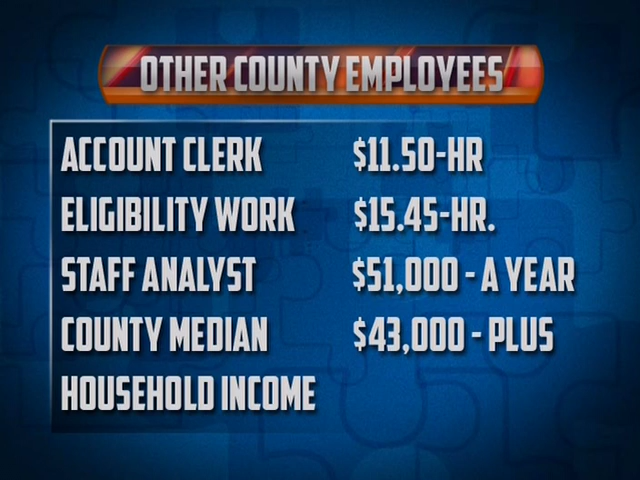 OTHER COUNTY EMPLOYEES
ACCOUNT CLERK $11.50-HR
ELIGIBILITY WORK $15.45-HR.
STAFF ANALYST $51,000 - A YEAR
COUNTY MEDIAN $43,000 - PLUS
HOUSEHOLD INCOME